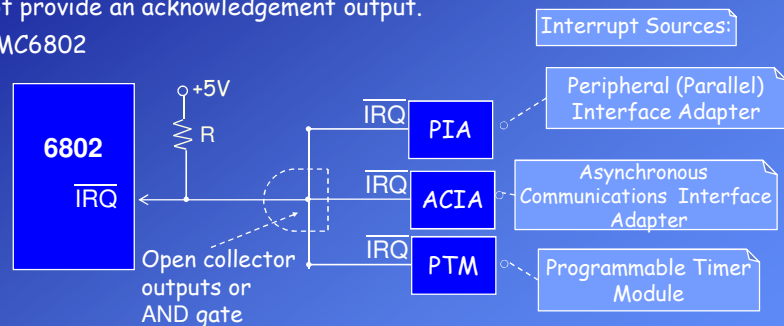 t provide an acknowledgement output.
MC6802
Interrupt Sources:
+5V
R
6802
IRQ
IRQ
PIA
Peripheral (Parallel)
Interface Adapter
IRQ
ACIA
Asynchronous
Communications Interface
Adapter
IRQ
PTM
Programmable Timer
Module
Open collector
outputs or
AND gate